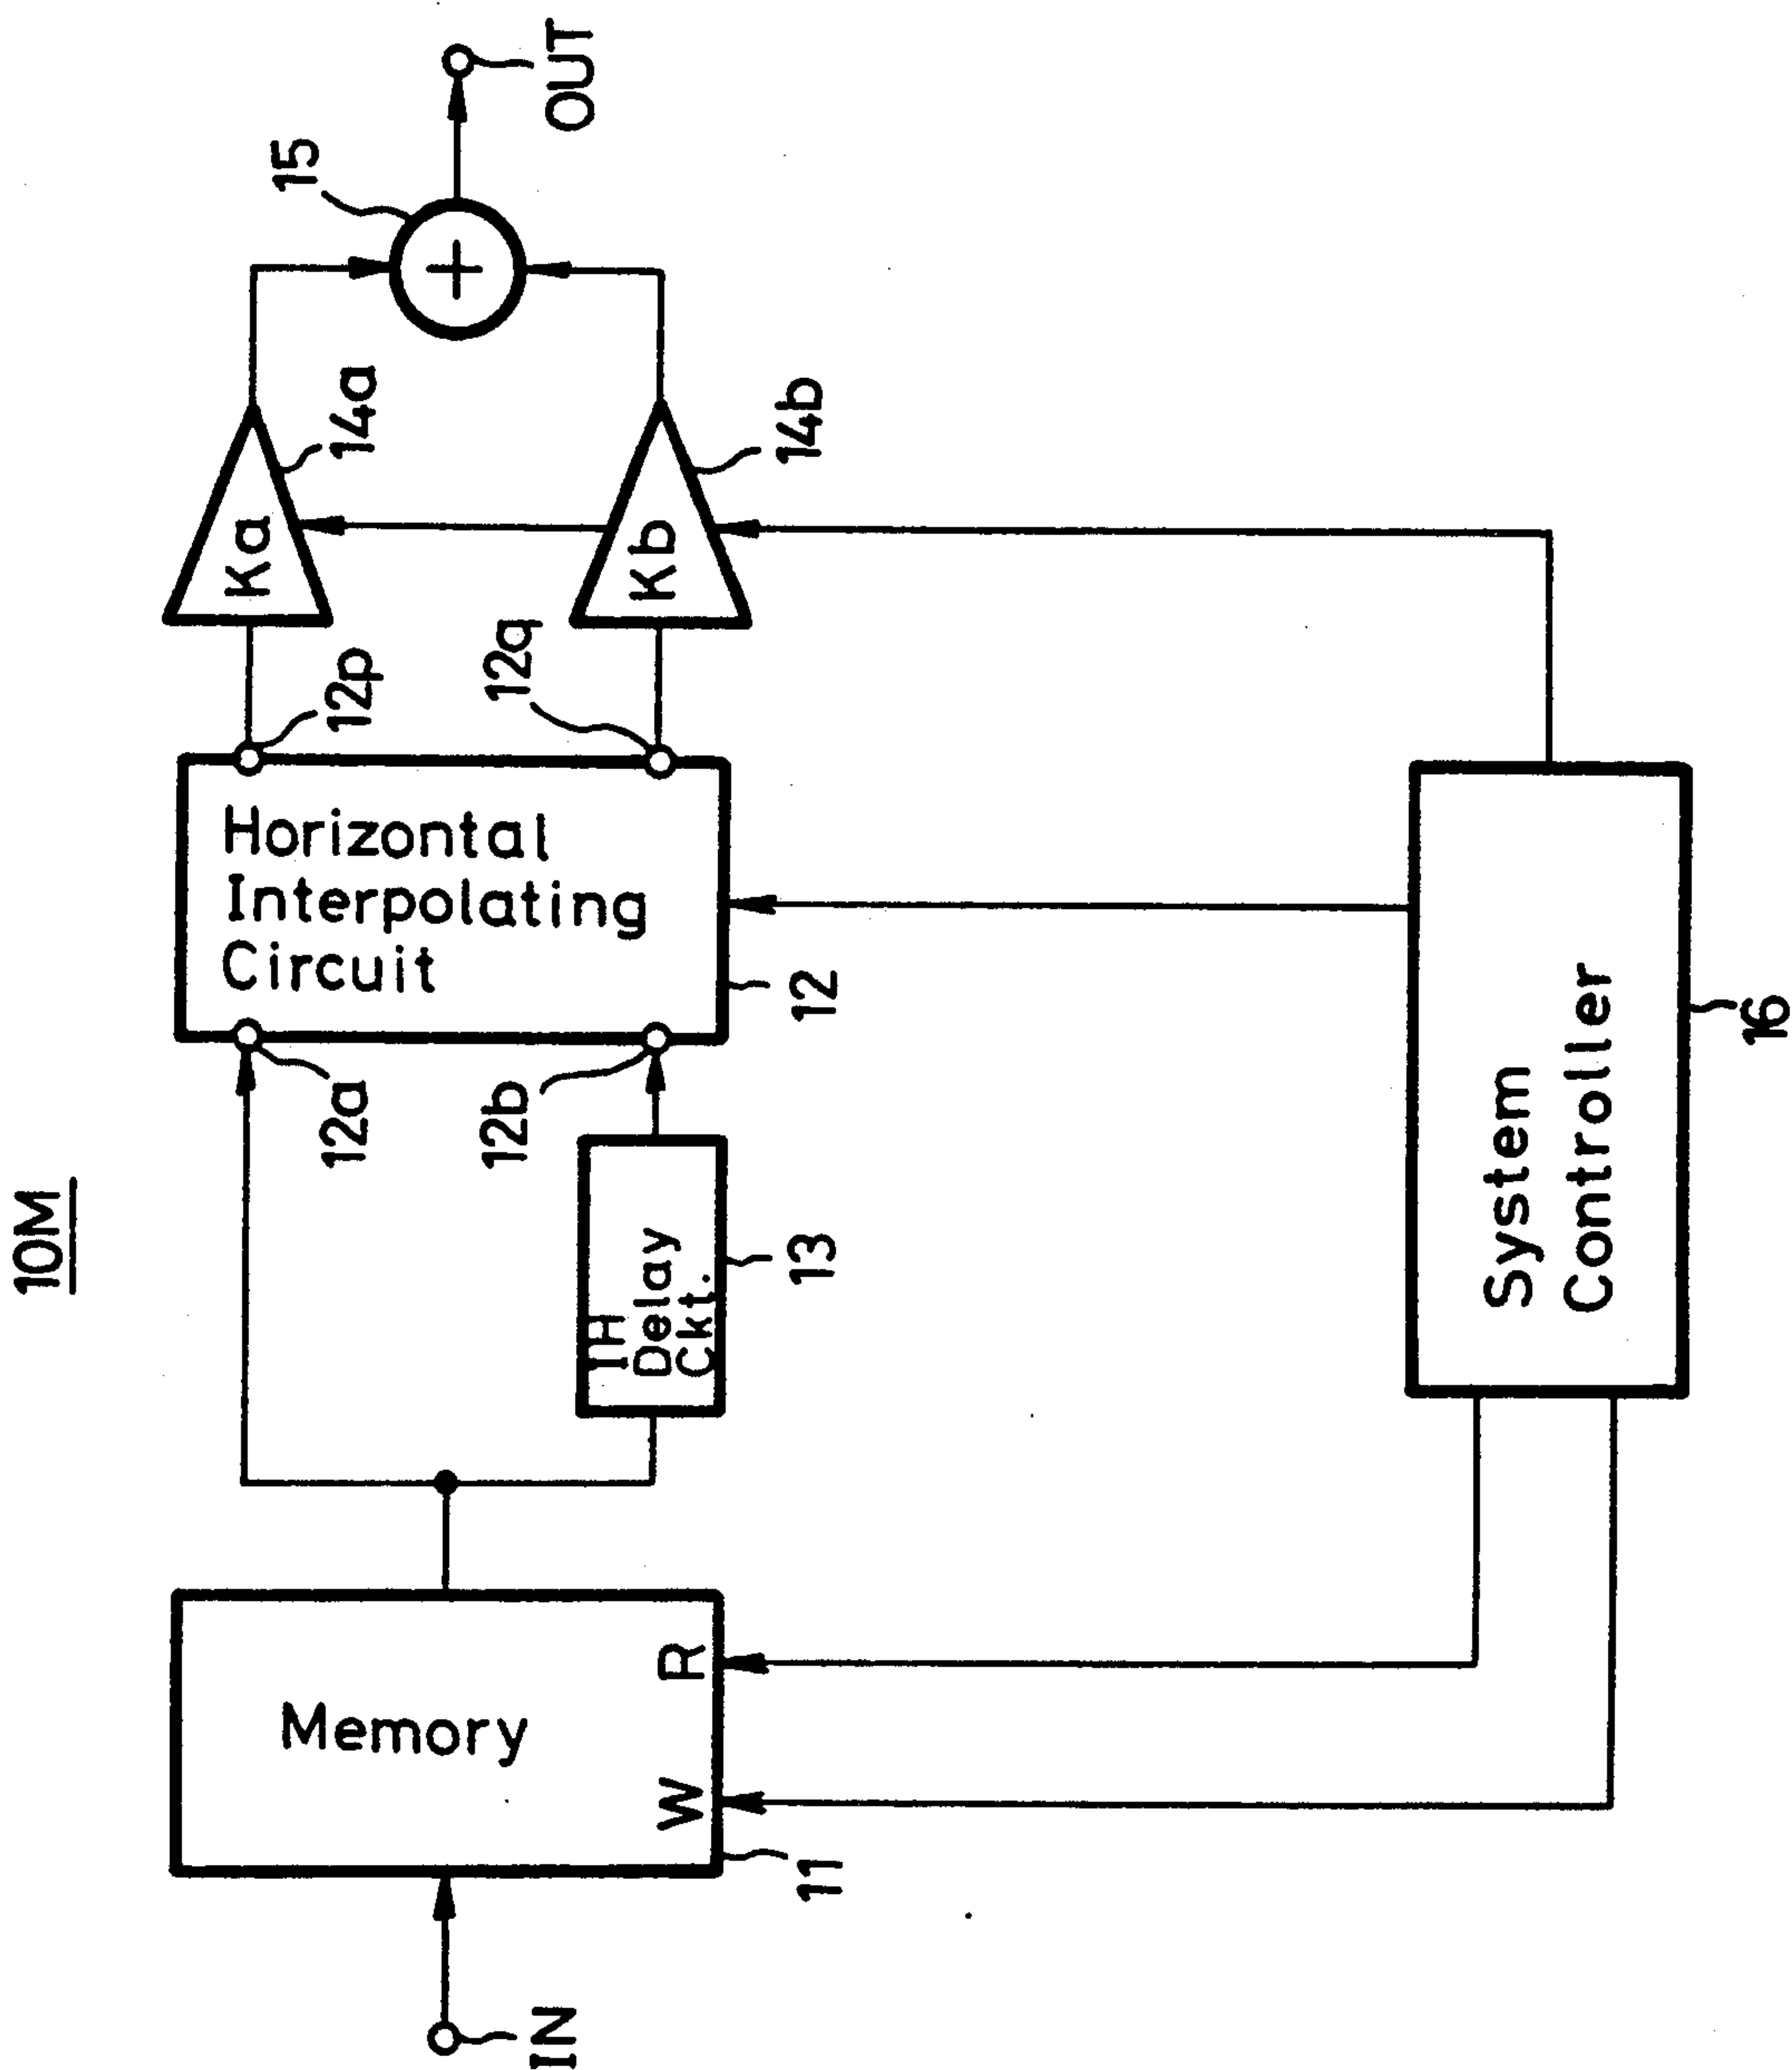 10M
IN
Memory
W
R
11
1H
Delay
Ckt.
13
12a
12b
Horizontal
Interpolating
Circuit
12
12p
12q
Ka
14a
Kb
14b
15
OUT
System
Controller
16